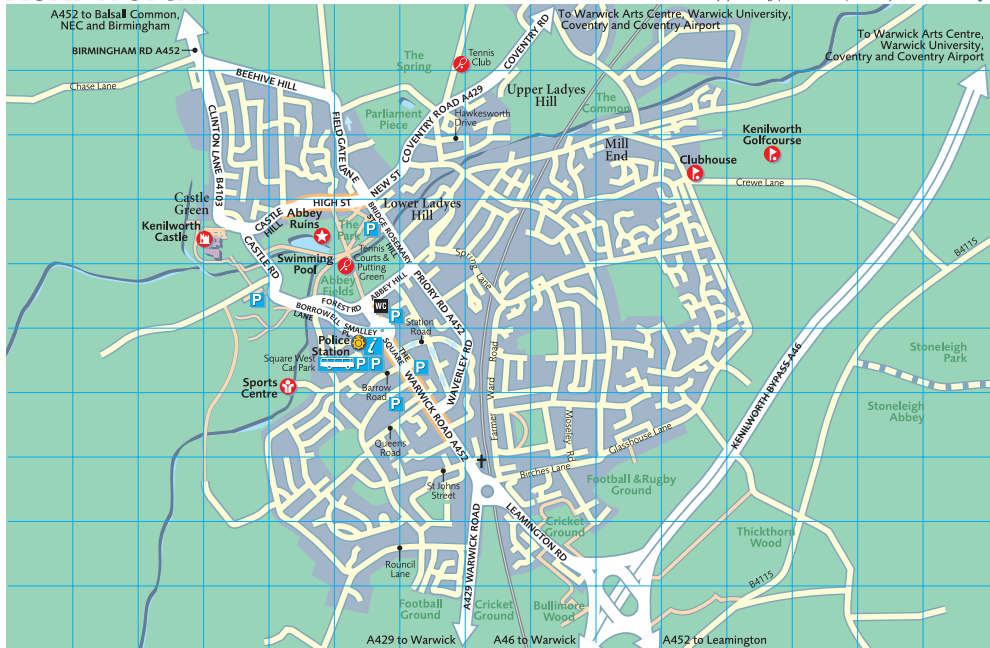 A452 to Balsall Common,
NEC and Birmingham
BIRMINGHAM RD A452
To Warwick Arts Centre, Warwick University,
Coventry and Coventry Airport
To Warwick Arts Centre,
Warwick University,
Coventry and Coventry Airport
COVENTRY RD
Tennis
Club
The
Spring
Chase Lane
BEEHIVE HILL
Upper Ladyes
Hill
The
Common
Parliament
Piece
Hawkesworth
Drive
COVENTRY ROAD A429
FIELDGATE LANE
CLINTON LANE B4103
NEW ST
Mill
End
Kenilworth
Golfcourse
Clubhouse
Crewe Lane
Castle
Green
HIGH ST
Lower Ladyes
Hill
CASTLE
HILL
Abbey
Ruins
The
Park
BRIDGE
ST
ROSEMARY
HILL
P
Kenilworth
Castle
Swimming
Pool
Tennis
Courts &
Putting
Green
Abbey
Fields
CASTLE RD
ABBEY HILL
Spring Lane
PRIORY RD A452
B4115
P
FOREST RD
WC
P
BORROWELL
LANE
SMALLEY
PL
Station
Road
Police
Station
i
THE
SQUARE
Square West
Car Park
P P
P
Stoneleigh
Park
Sports
Centre
Barrow
Road
P
WARWICK ROAD A452
WAVERLEY RD
Farmer Ward Road
KENILWORTH BYPASS A46
Stoneleigh
Abbey
Queens
Road
Moseley Rd
Glasshouse Lane
Birches Lane
St Johns
Street
Football &Rugby
Ground
LEAMINGTON RD
Cricket
Ground
Thickthorn
Wood
A429 WARWICK ROAD
Rouncil
Lane
B4115
Football
Ground
Cricket
Ground
Bullimore
Wood
A429 to Warwick
A46 to Warwick
A452 to Leamington